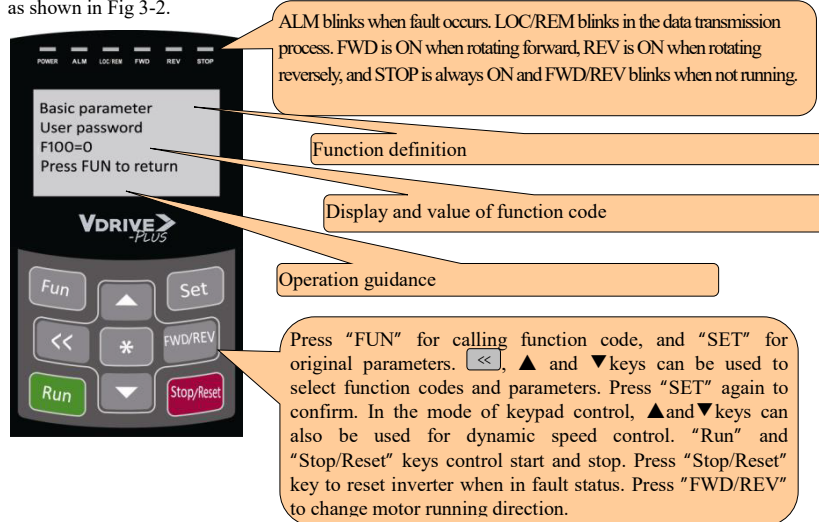 as shown in Fig 3-2.
ALM blinks when fault occurs. LOC/REM blinks in the data transmission
process. FWD is ON when rotating forward, REV is ON when rotating
reversely, and STOP is always ON and FWD/REV blinks when not running.
POWER ALM LOC/REM FWD REV STOP
Basic parameter
User password
F100=0
Press FUN to return
Function definition
Display and value of function code
Operation guidance
VDRIVE
-PLUS
Fun
Set
<<
*
FWD/REV
Run
Stop/Reset
Press “FUN” for calling function code, and “SET” for
original parameters. <<, ▲ and ▼keys can be used to
select function codes and parameters. Press “SET” again to
confirm. In the mode of keypad control, ▲and▼keys can
also be used for dynamic speed control. “Run” and
“Stop/Reset” keys control start and stop. Press “Stop/Reset”
key to reset inverter when in fault status. Press “FWD/REV”
to change motor running direction.